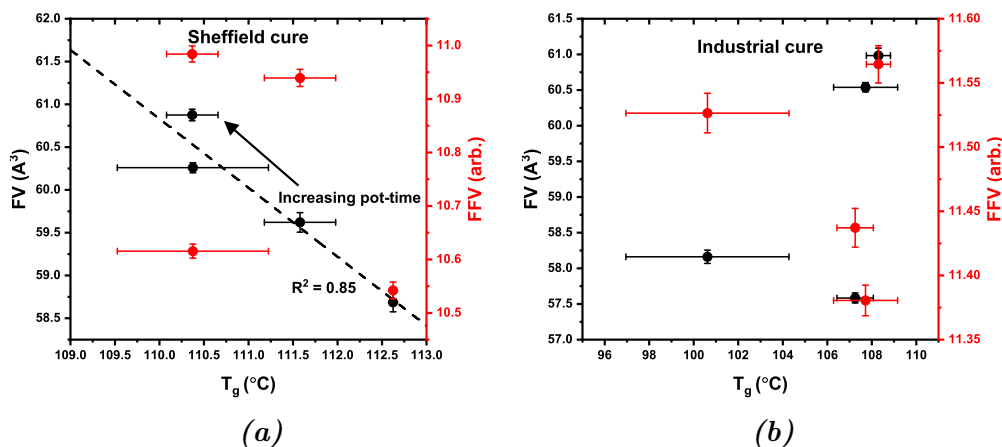 62.0
61.5
61.0
60.5
60.0
59.5
59.0
58.5
FV (A³)
Sheffield cure
Increasing pot-time
R² = 0.85
11.0
10.9
10.8
10.7
10.6
10.5
FFV (arb.)
109.0 109.5 110.0 110.5 111.0 111.5 112.0 112.5 113.0
T_g (°C)
(a)
61.5
61.0
60.5
60.0
59.5
59.0
58.5
58.0
57.5
57.0
FV (A³)
Industrial cure
11.60
11.55
11.50
11.45
11.40
11.35
FFV (arb.)
96 98 100 102 104 106 108 110
T_g (°C)
(b)